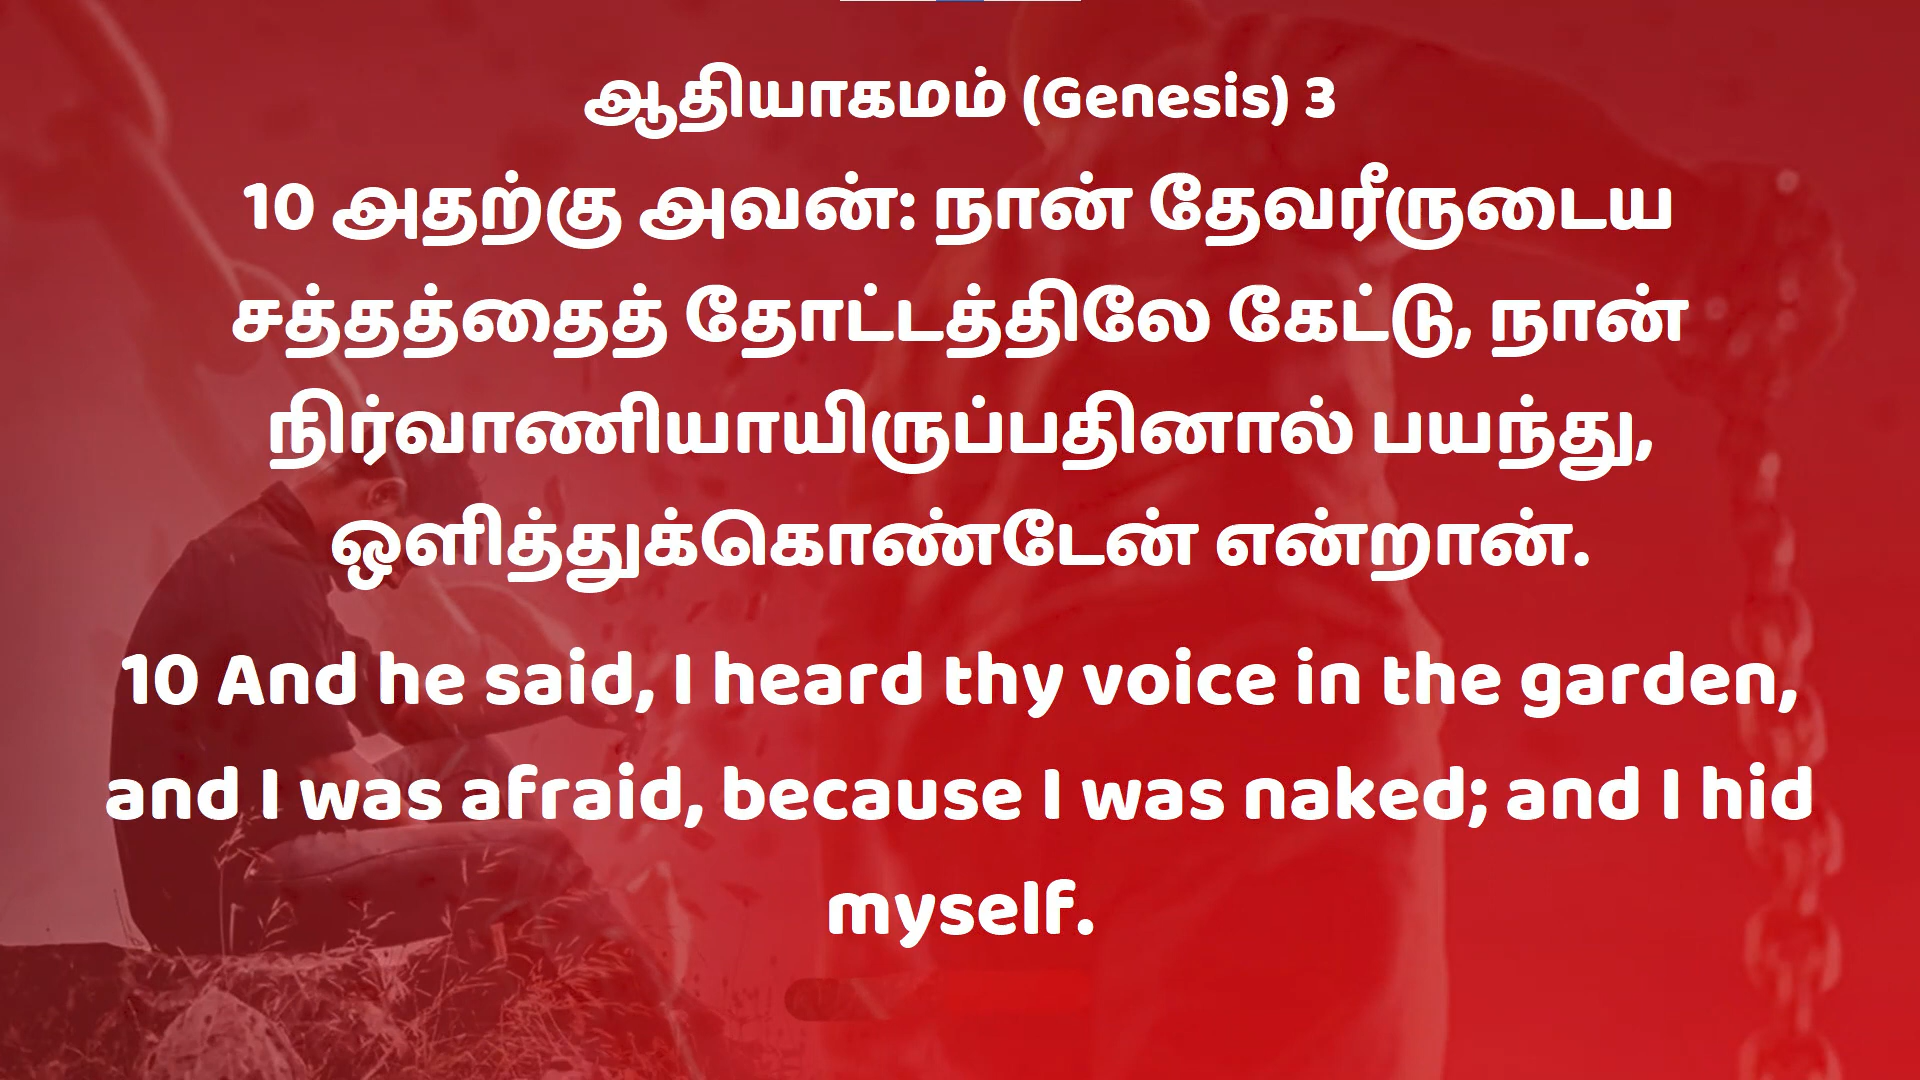 ஆதியாகமம் (Genesis) 3
10 அதற்கு அவன்: நான் தேவரீருடைய
சத்தத்தைத் தோட்டத்திலே கேட்டு, நான்
நிர்வாணியாயிருப்பதினால் பயந்து,
ஒளித்துக்கொண்டேன் என்றான்.
10 And he said, I heard thy voice in the garden,
and I was afraid, because I was naked; and I hid
myself.